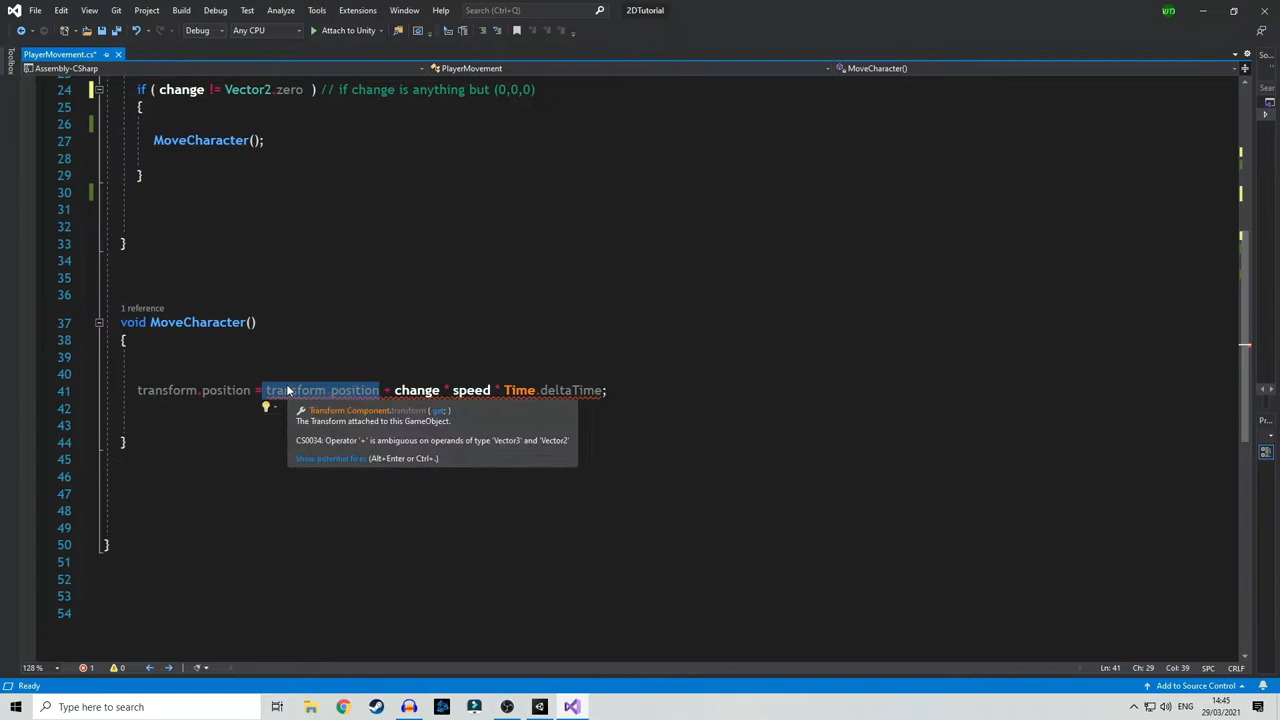 File Edit View Git Project Build Debug Test Analyze Tools Extensions Window Help Search (Ctrl+Q) 2DTutorial WD
Debug Any CPU Attach to Unity
PlayerMovement.cs*
Assembly-CSharp PlayerMovement MoveCharacter()
Toolbox
24 if ( change != Vector2.zero ) // if change is anything but (0,0,0)
25 {
26
27 MoveCharacter();
28
29 }
30
31
32
33 }
34
35
36
1 reference
37 void MoveCharacter()
38 {
39
40
41 transform.position = transform.position + change * speed * Time.deltaTime;
42
43
44 }
45
46
47
48
49
50 }
51
52
53
54
Transform Component.transform { get; }
The Transform attached to this GameObject.
CS0034: Operator '+' is ambiguous on operands of type 'Vector3' and 'Vector2'
Show potential fixes (Alt+Enter or Ctrl+.)
So...
Sear
Pr...
128 % 1 0 Ln: 41 Ch: 29 Col: 39 SPC CRLF
Ready Add to Source Control
Type here to search ENG 14:45
29/03/2021